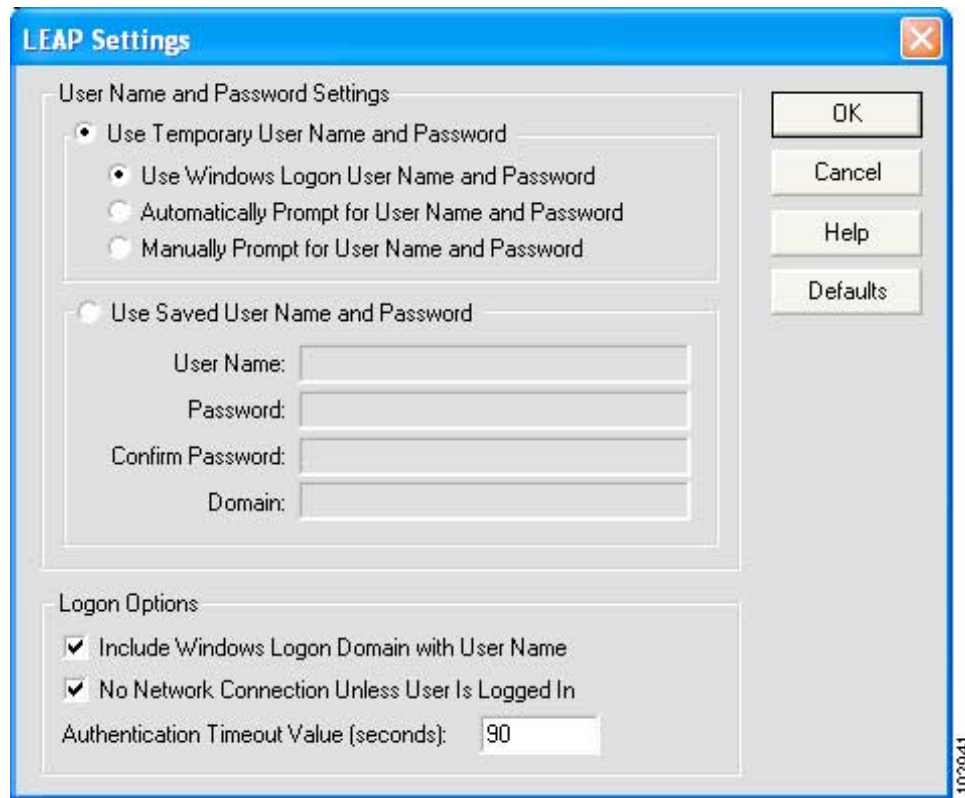 LEAP Settings
User Name and Password Settings
Use Temporary User Name and Password
Use Windows Logon User Name and Password
Automatically Prompt for User Name and Password
Manually Prompt for User Name and Password
Use Saved User Name and Password
User Name:
Password:
Confirm Password:
Domain:
Logon Options
Include Windows Logon Domain with User Name
No Network Connection Unless User Is Logged In
Authentication Timeout Value (seconds): 90
OK
Cancel
Help
Defaults